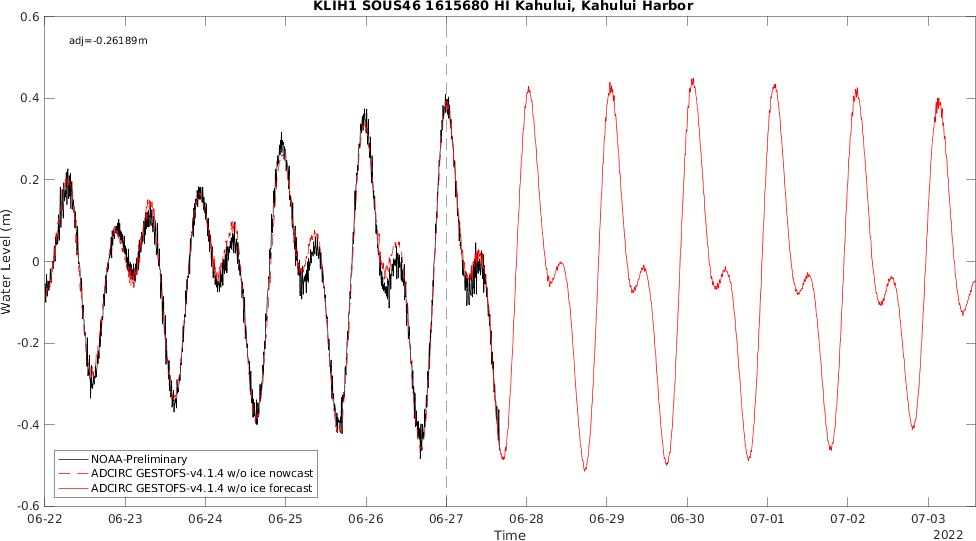 KLIH1 SOUS46 1615680 HI Kahului, Kahului Harbor
adj=-0.26189m
Water Level (m)
0.6
0.4
0.2
0
-0.2
-0.4
-0.6
NOAA-Preliminary
ADCIRC GESTOFS-v4.1.4 w/o ice nowcast
ADCIRC GESTOFS-v4.1.4 w/o ice forecast
06-22 06-23 06-24 06-25 06-26 06-27 06-28 06-29 06-30 07-01 07-02 07-03
Time
2022